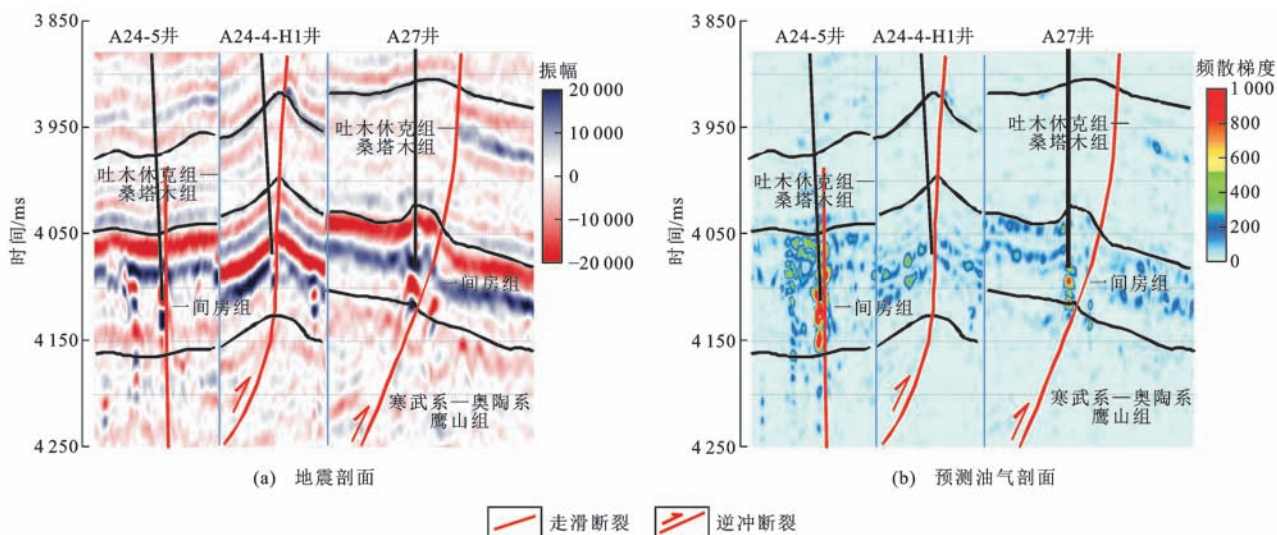 3 850
3 950
4 050
4 150
4 250
时间/ms
A24-5井
A24-4-H1井
A27井
振幅
20 000
10 000
0
-10 000
-20 000
吐木休克组—
桑塔木组
吐木休克组—
桑塔木组
一间房组
一间房组
寒武系—奥陶系
鹰山组
(a) 地震剖面
3 850
3 950
4 050
4 150
4 250
时间/ms
A24-5井
A24-4-H1井
A27井
频散梯度
1 000
800
600
400
200
0
吐木休克组—
桑塔木组
吐木休克组—
桑塔木组
一间房组
一间房组
寒武系—奥陶系
鹰山组
(b) 预测油气剖面
走滑断裂
逆冲断裂